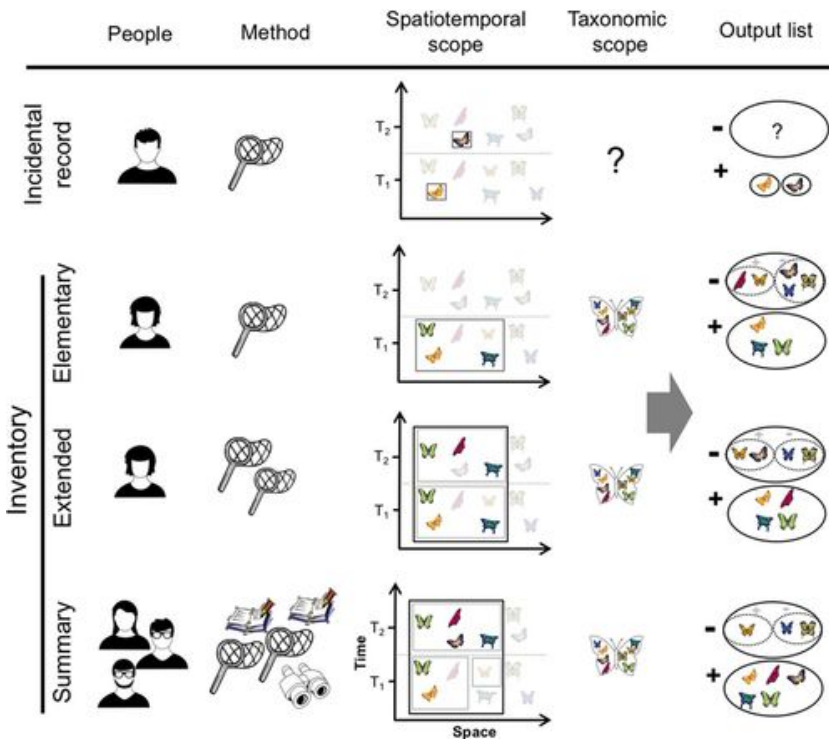 People
Method
Spatiotemporal
scope
Taxonomic
scope
Output list
Incidental
record
T2
T1
?
-
?
+
Inventory
Elementary
T2
T1
-
+ -
+
Extended
T2
T1
-
+ -
+
Summary
Time
T2
T1
Space
-
+ -
+